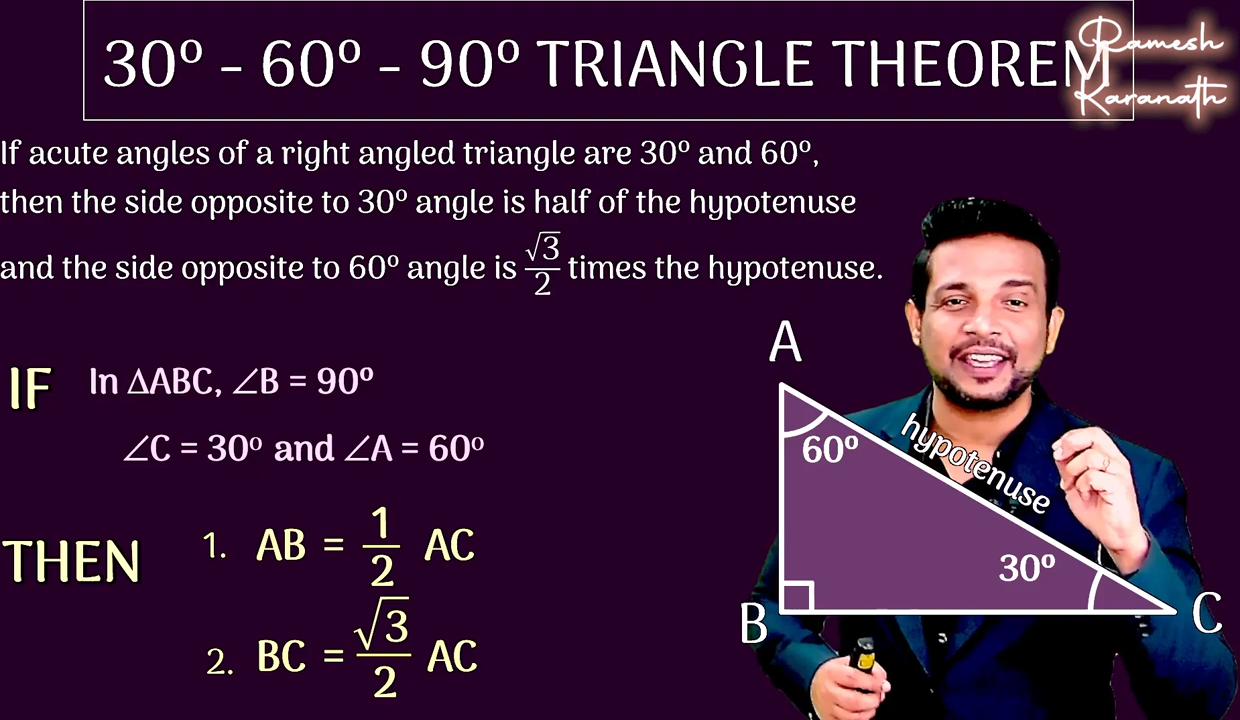 30º - 60º - 90º TRIANGLE THEOREM
Ramesh
Karanath
If acute angles of a right angled triangle are 30º and 60º,
then the side opposite to 30º angle is half of the hypotenuse
and the side opposite to 60º angle is √3/2 times the hypotenuse.
IF In ∆ABC, ∠B = 90º
∠C = 30º and ∠A = 60º
THEN 1. AB = 1/2 AC
2. BC = √3/2 AC
A
60º
hypotenuse
30º
B
C